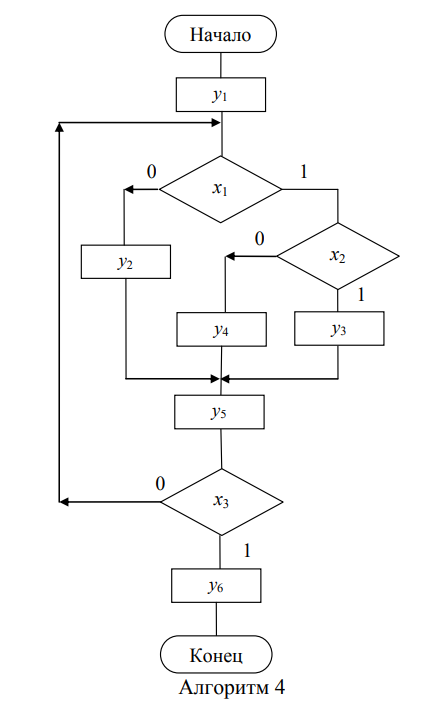 Начало
y1
0 1
x1
0 x2
y2 1
y4 y3
y5
0
x3
1
y6
Конец
Алгоритм 4